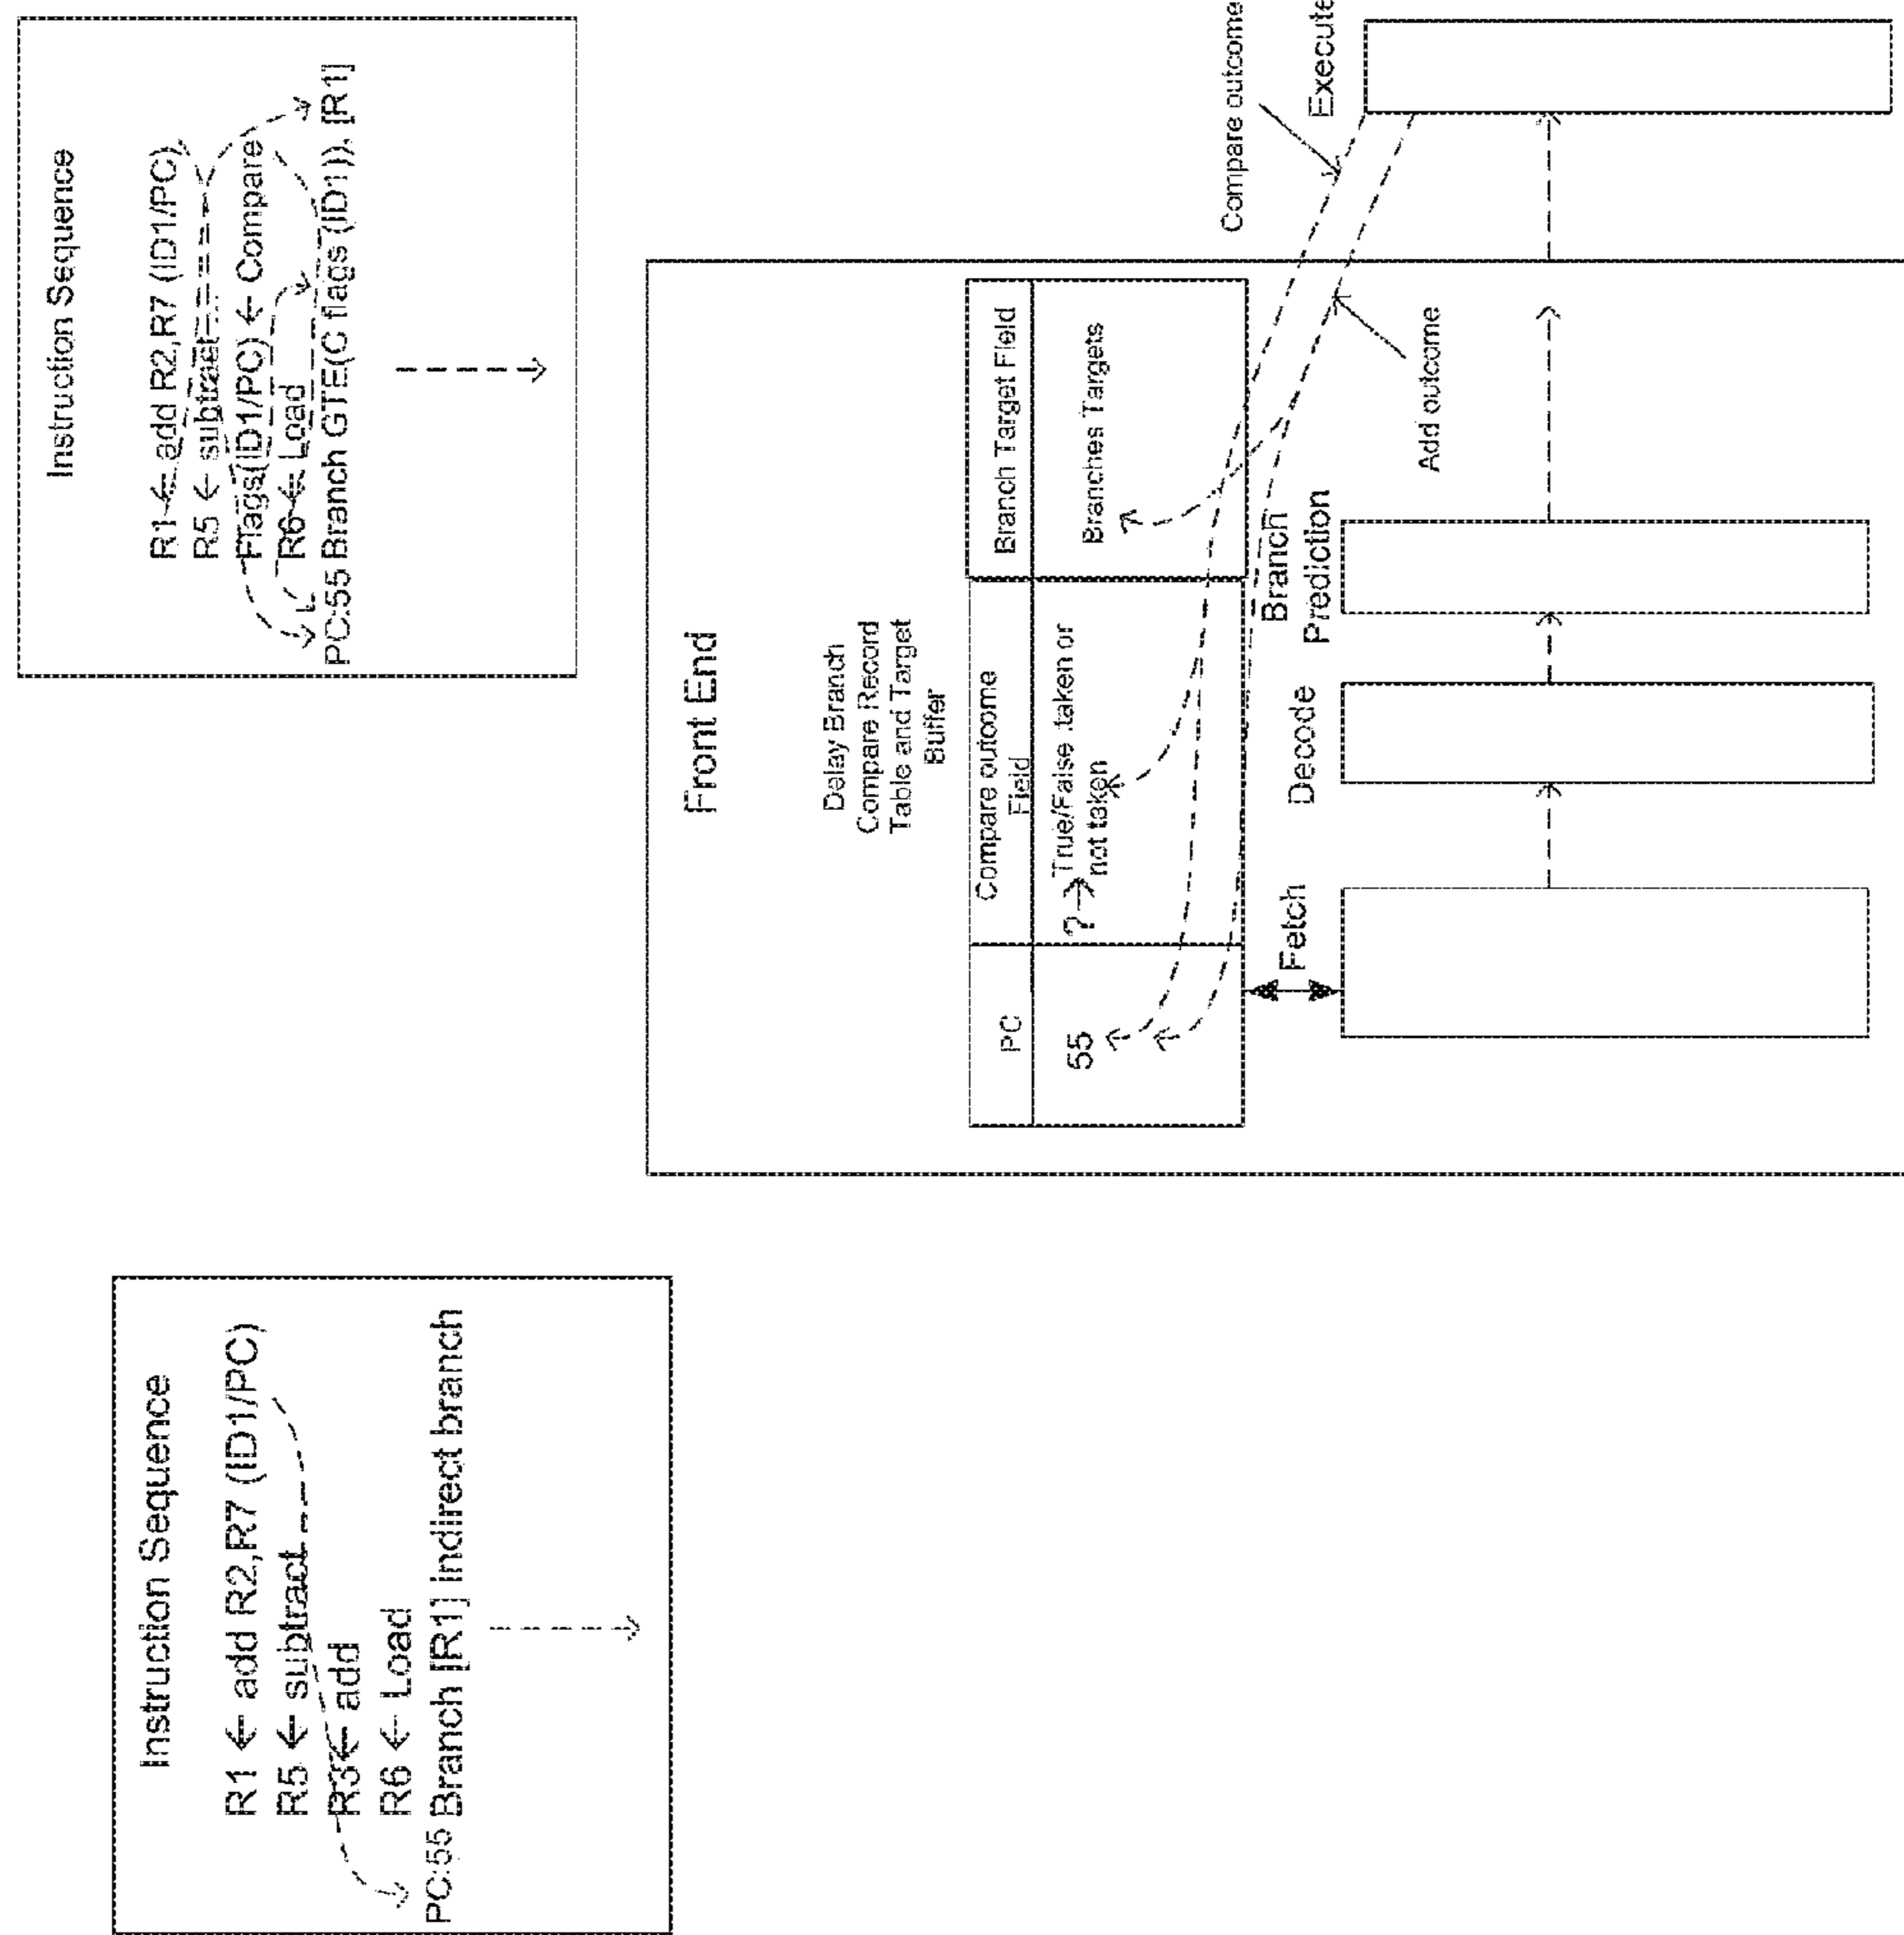 Instruction Sequence
R1 ← add R2,R7 (ID1/PC)
R5 ← subtract
R3 ← add
R6 ← Load
PC:55 Branch [R1] indirect branch
Instruction Sequence
R1 ← add R2,R7 (ID1/PC)
R5 ← subtract
Flags(ID1/PC) ← Compare
R6 ← Load
PC:55 Branch GTE(C flags (ID1)), [R1]
Front End
Delay Branch
Compare Record
Table and Target
Buffer
PC
Compare outcome
Field
Branch Target Field
55
? → True/False :taken or
not taken
Branches Targets
Fetch
Decode
Branch
Prediction
Add outcome
Compare outcome
Execute